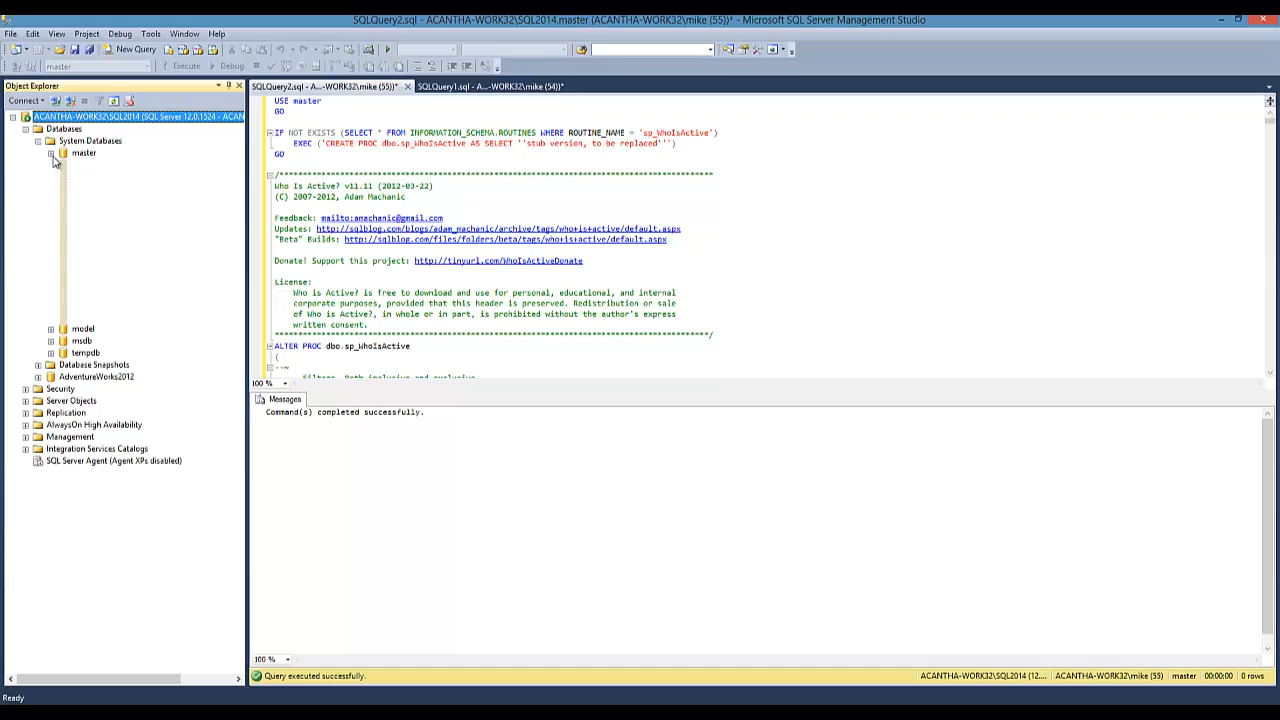 SQLQuery2.sql - ACANTHA-WORK32\SQL2014.master (ACANTHA-WORK32\mike (55))* - Microsoft SQL Server Management Studio
File Edit View Project Debug Tools Window Help
New Query
master Execute Debug
Object Explorer
SQLQuery2.sql - A...-WORK32\mike (55))* SQLQuery1.sql - A...-WORK32\mike (54))*
Connect
ACANTHA-WORK32\SQL2014 (SQL Server 12.0.1524 - ACAN
Databases
System Databases
master
model
msdb
tempdb
Database Snapshots
AdventureWorks2012
Security
Server Objects
Replication
AlwaysOn High Availability
Management
Integration Services Catalogs
SQL Server Agent (Agent XPs disabled)
USE master
GO
IF NOT EXISTS (SELECT * FROM INFORMATION_SCHEMA.ROUTINES WHERE ROUTINE_NAME = 'sp_WhoIsActive')
EXEC ('CREATE PROC dbo.sp_WhoIsActive AS SELECT ''stub version, to be replaced''')
GO
/*********************************************************************************************
Who Is Active? v11.11 (2012-03-22)
(C) 2007-2012, Adam Machanic
Feedback: mailto:amachanic@gmail.com
Updates: http://sqlblog.com/blogs/adam_machanic/archive/tags/who+is+active/default.aspx
"Beta" Builds: http://sqlblog.com/files/folders/beta/tags/who+is+active/default.aspx
Donate! Support this project: http://tinyurl.com/WhoIsActiveDonate
License:
Who is Active? is free to download and use for personal, educational, and internal
corporate purposes, provided that this header is preserved. Redistribution or sale
of Who is Active?, in whole or in part, is prohibited without the author's express
written consent.
*********************************************************************************************/
ALTER PROC dbo.sp_WhoIsActive
(
--~
100 %
Messages
Command(s) completed successfully.
100 %
Query executed successfully. ACANTHA-WORK32\SQL2014 (12.... ACANTHA-WORK32\mike (55) master 00:00:00 0 rows
Ready